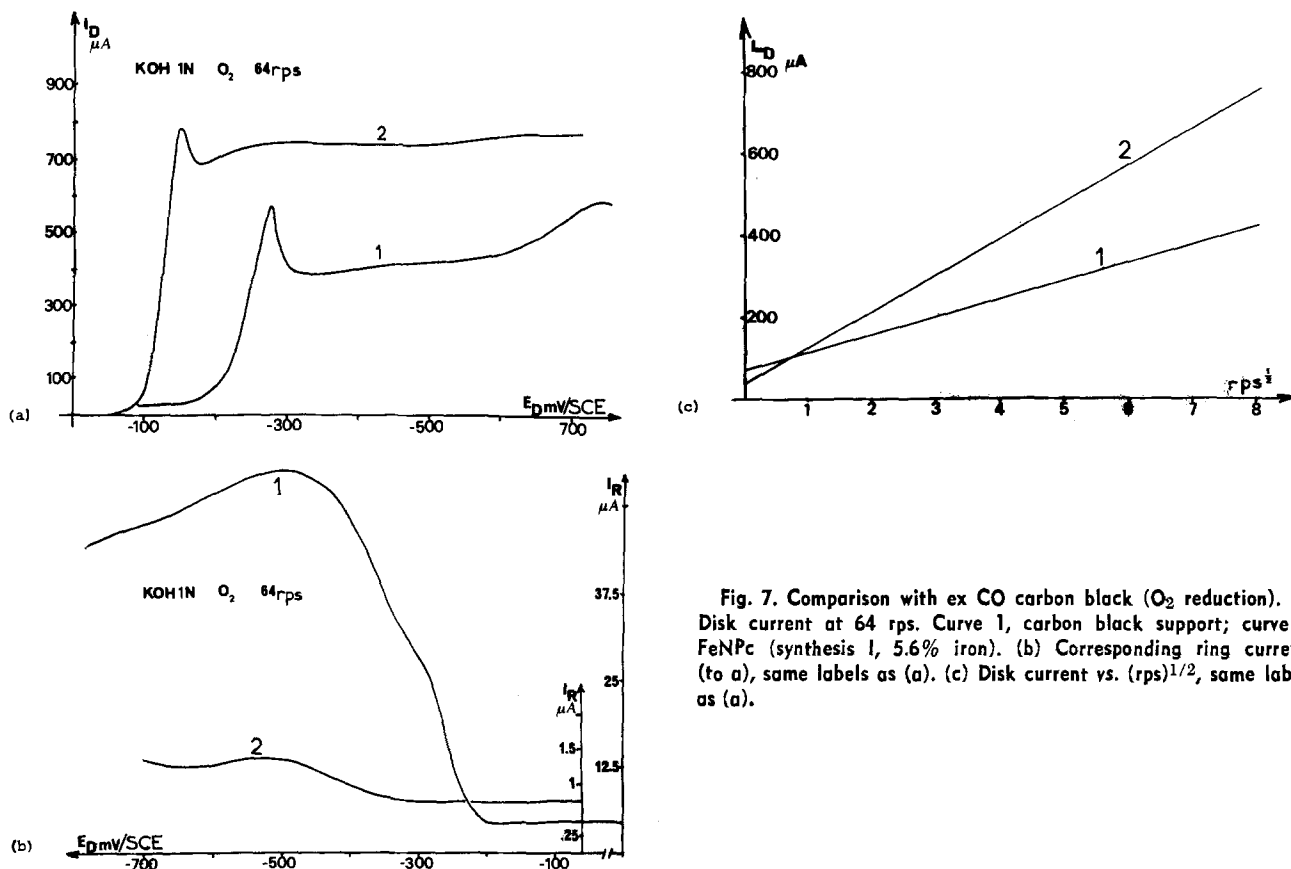 I_D
μA
KOH 1N O₂ 64rps
900
700
500
300
100
2
1
(a)
E_D mV/SCE
-100
-300
-500
700
I_D μA
800
600
400
200
2
1
(c)
rps^½
1
2
3
4
5
6
7
8
1
I_R
μA
KOH 1N O₂ 64rps
37.5
25
I_R
μA
2
1.5
12.5
1
.25
(b)
E_D mV/SCE
-700
-500
-300
-100
Fig. 7. Comparison with ex CO carbon black (O₂ reduction).
Disk current at 64 rps. Curve 1, carbon black support; curve
FeNPc (synthesis I, 5.6% iron). (b) Corresponding ring curre
(to a), same labels as (a). (c) Disk current vs. (rps)^1/2, same lab
as (a).